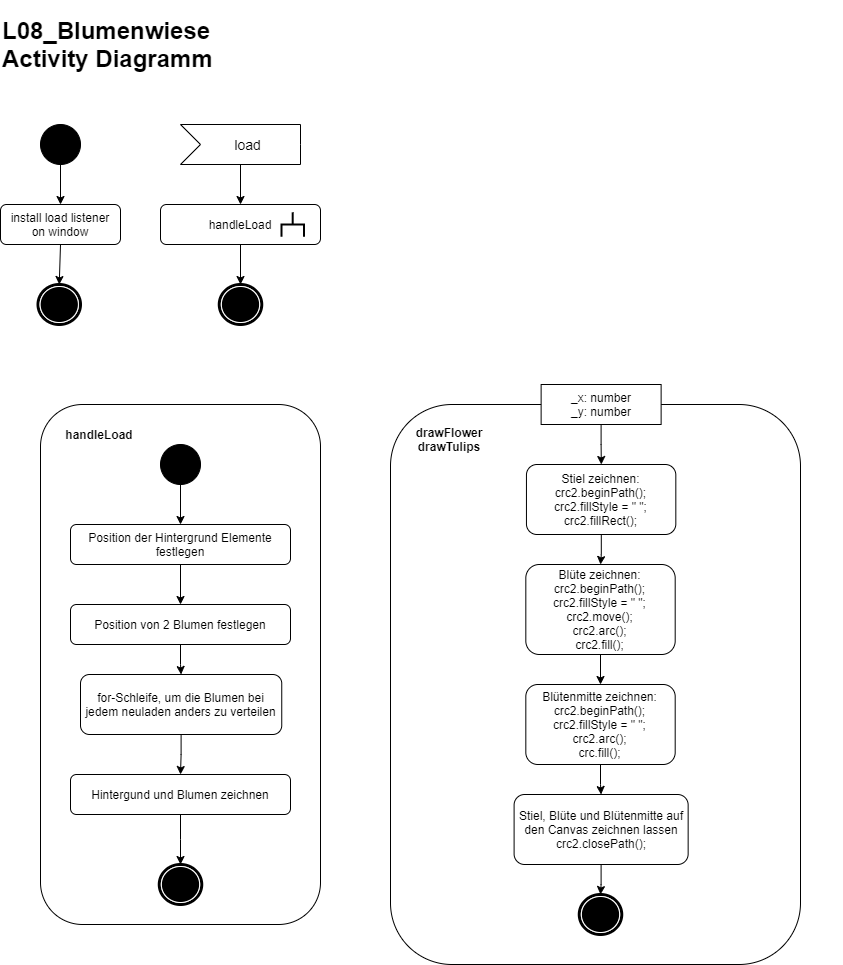 L08_Blumenwiese
Activity Diagramm
load
install load listener
on window
handleLoad
handleLoad
Position der Hintergrund Elemente
festlegen
Position von 2 Blumen festlegen
for-Schleife, um die Blumen bei
jedem neuladen anders zu verteilen
Hintergund und Blumen zeichnen
_x: number
_y: number
drawFlower
drawTulips
Stiel zeichnen:
crc2.beginPath();
crc2.fillStyle = " ";
crc2.fillRect();
Blüte zeichnen:
crc2.beginPath();
crc2.fillStyle = " ";
crc2.move();
crc2.arc();
crc2.fill();
Blütenmitte zeichnen:
crc2.beginPath();
crc2.fillStyle = " ";
crc2.arc();
crc.fill();
Stiel, Blüte und Blütenmitte auf
den Canvas zeichnen lassen
crc2.closePath();